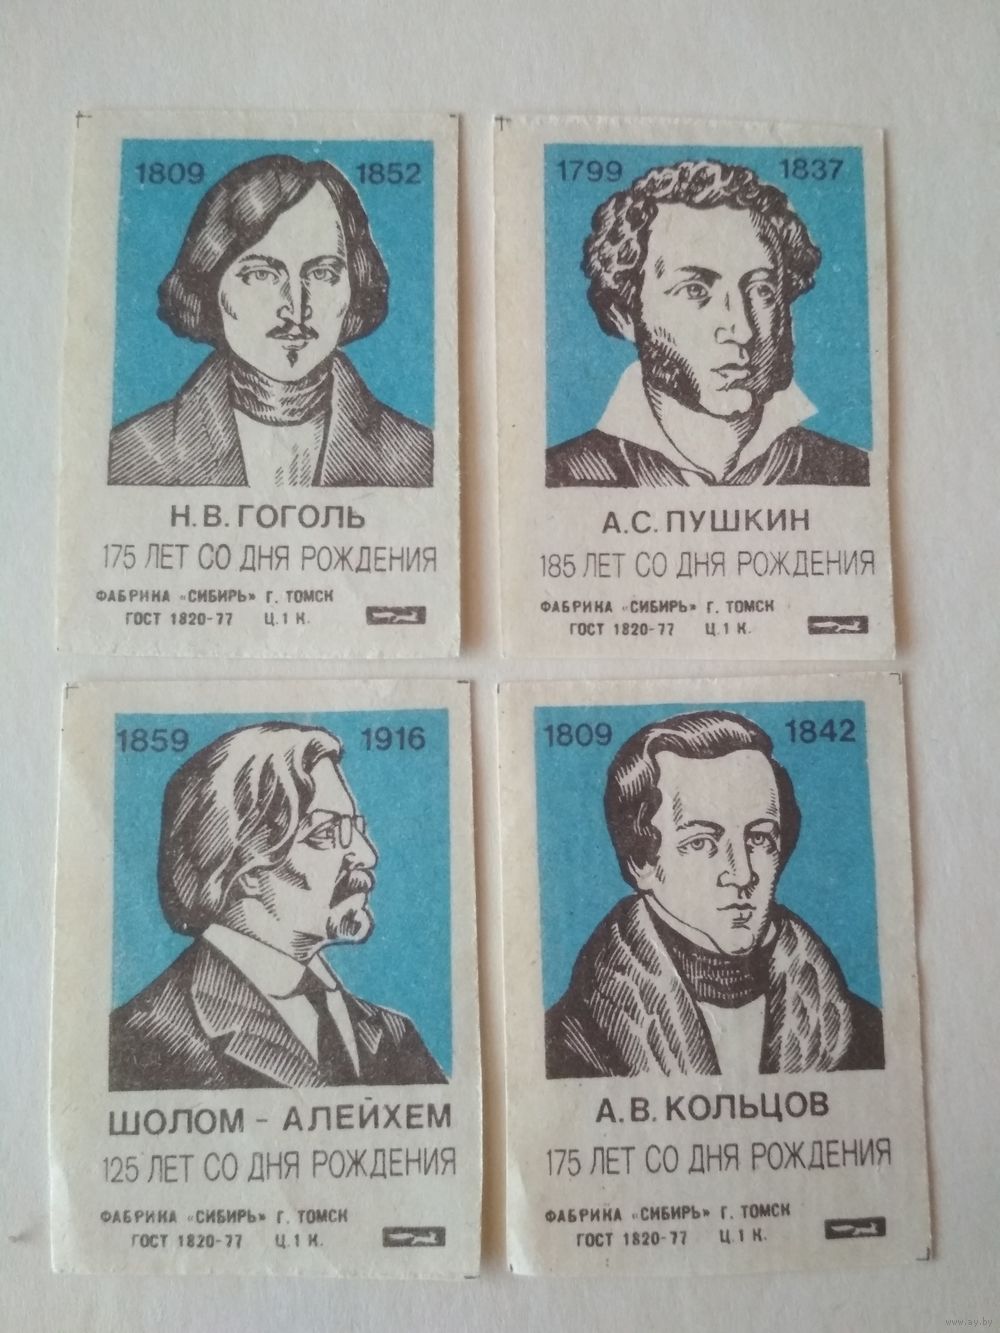 1809 1852
Н.В. ГОГОЛЬ
175 ЛЕТ СО ДНЯ РОЖДЕНИЯ
ФАБРИКА «СИБИРЬ» Г. ТОМСК
ГОСТ 1820-77 Ц. 1 К.
1799 1837
А.С. ПУШКИН
185 ЛЕТ СО ДНЯ РОЖДЕНИЯ
ФАБРИКА «СИБИРЬ» Г. ТОМСК
ГОСТ 1820-77 Ц. 1 К.
1859 1916
ШОЛОМ - АЛЕЙХЕМ
125 ЛЕТ СО ДНЯ РОЖДЕНИЯ
ФАБРИКА «СИБИРЬ» Г. ТОМСК
ГОСТ 1820-77 Ц. 1 К.
1809 1842
А.В. КОЛЬЦОВ
175 ЛЕТ СО ДНЯ РОЖДЕНИЯ
ФАБРИКА «СИБИРЬ» Г. ТОМСК
ГОСТ 1820-77 Ц. 1 К.
www.ay.by